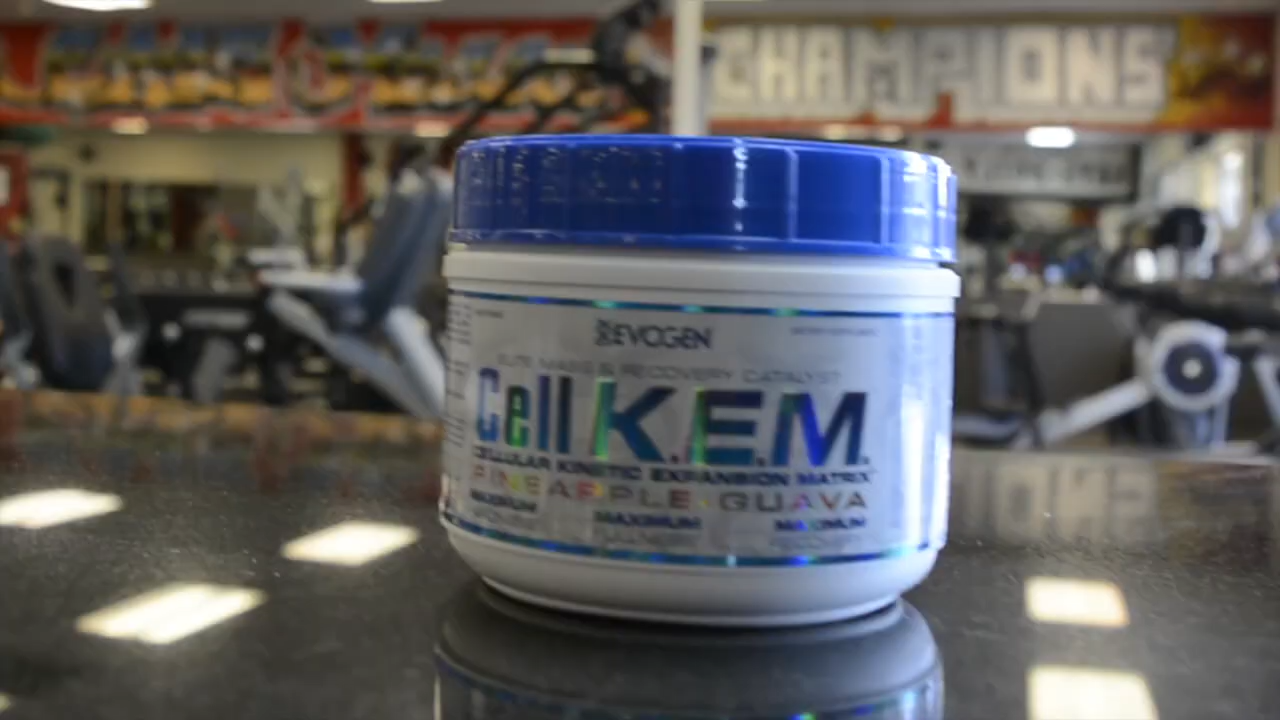 CHAMPIONS
EVOGEN
ELITE MASS & RECOVERY CATALYST
Cell K.E.M.
CELLULAR KINETIC EXPANSION MATRIX
PINEAPPLE GUAVA
MAXIMUM MAXIMUM MAXIMUM